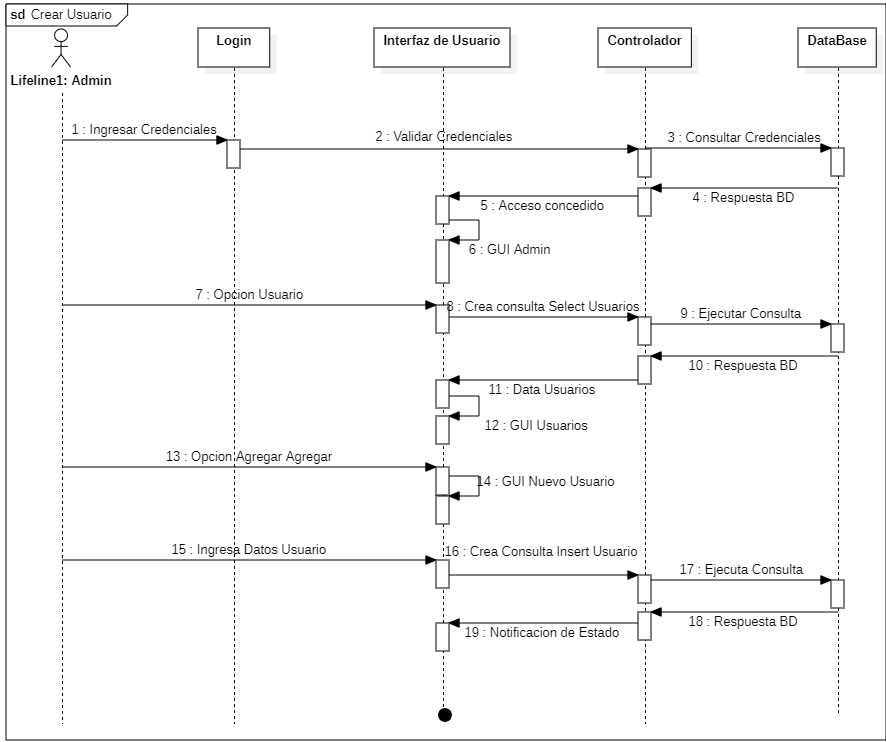 sd Crear Usuario
Login
Interfaz de Usuario
Controlador
DataBase
Lifeline1: Admin
1 : Ingresar Credenciales
2 : Validar Credenciales
3 : Consultar Credenciales
4 : Respuesta BD
5 : Acceso concedido
6 : GUI Admin
7 : Opcion Usuario
8 : Crea consulta Select Usuarios
9 : Ejecutar Consulta
10 : Respuesta BD
11 : Data Usuarios
12 : GUI Usuarios
13 : Opcion Agregar Agregar
14 : GUI Nuevo Usuario
15 : Ingresa Datos Usuario
16 : Crea Consulta Insert Usuario
17 : Ejecuta Consulta
18 : Respuesta BD
19 : Notificacion de Estado